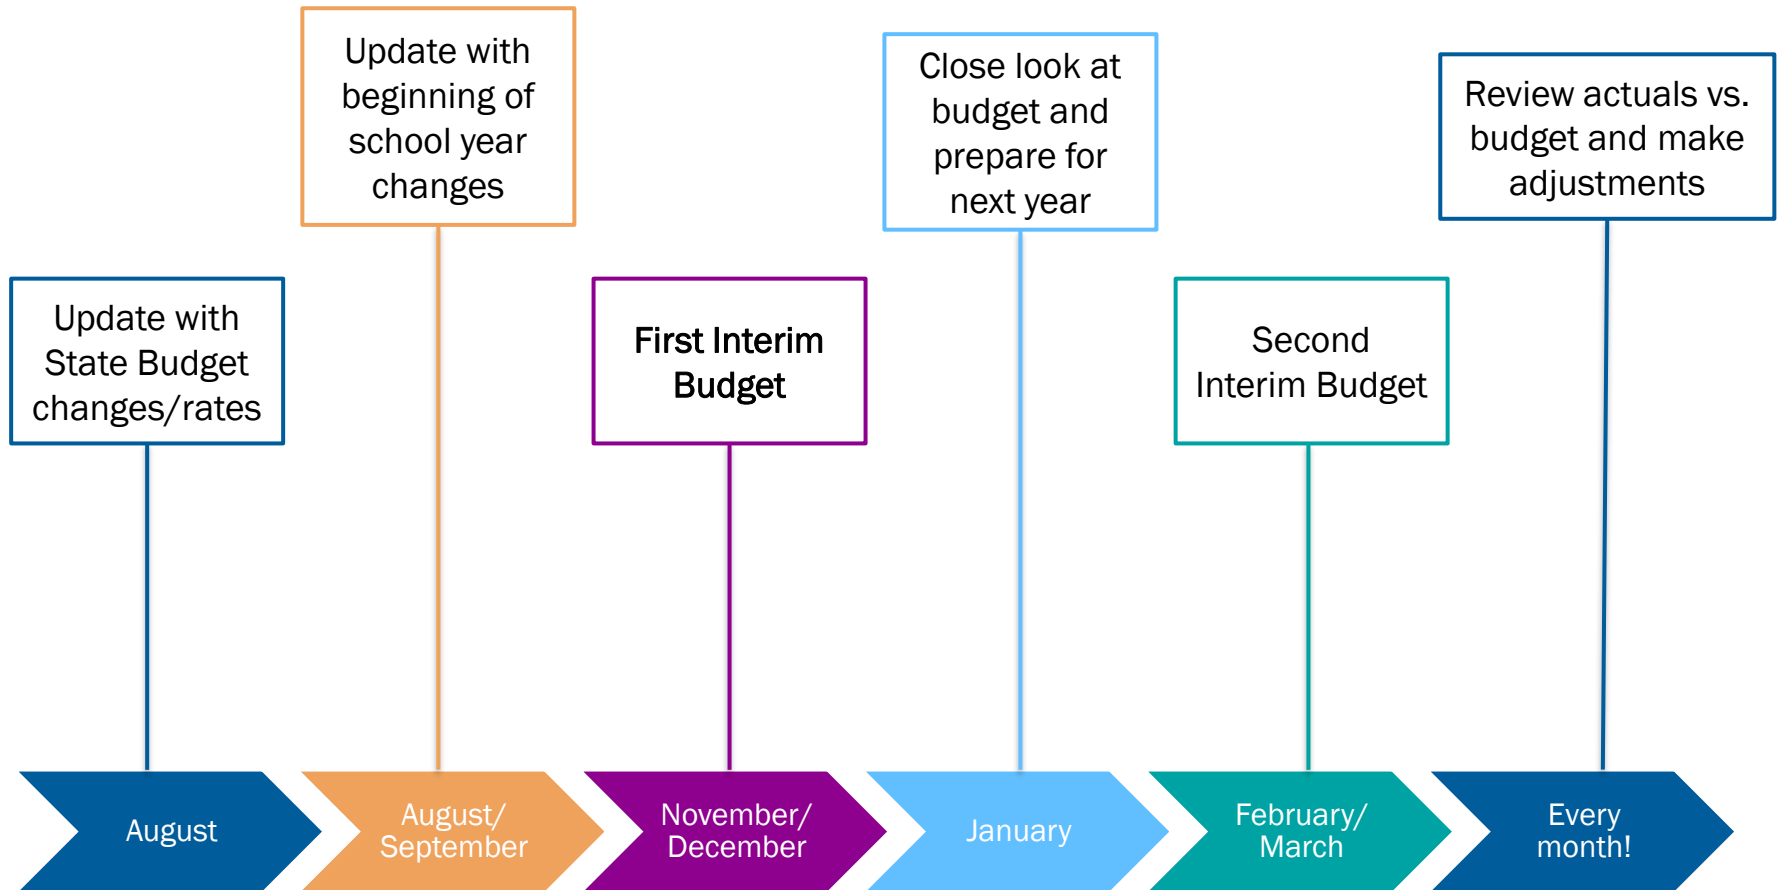 Update with
State Budget
changes/rates
Update with
beginning of
school year
changes
First Interim
Budget
Close look at
budget and
prepare for
next year
Second
Interim Budget
Review actuals vs.
budget and make
adjustments
August
August/
September
November/
December
January
February/
March
Every
month!